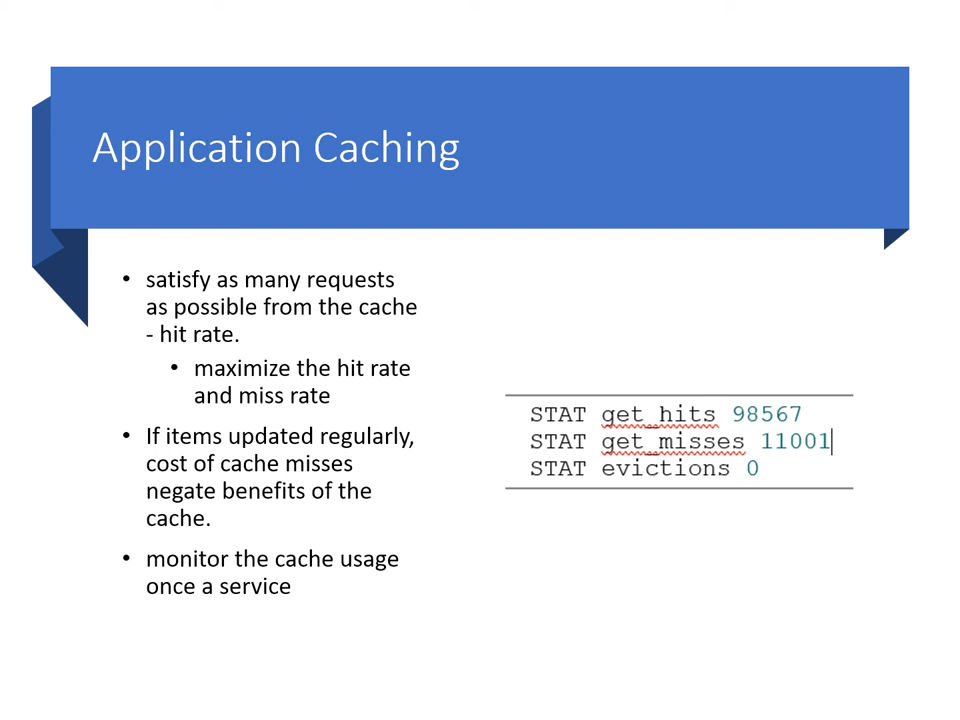 Application Caching
• satisfy as many requests
as possible from the cache
- hit rate.
• maximize the hit rate
and miss rate
• If items updated regularly,
cost of cache misses
negate benefits of the
cache.
• monitor the cache usage
once a service
STAT get_hits 98567
STAT get_misses 11001
STAT evictions 0